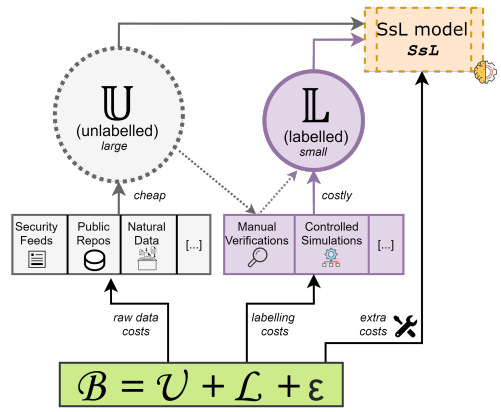 SsL model
SsL
𝕌
(unlabelled)
large
𝕃
(labelled)
small
cheap
costly
Security
Feeds
Public
Repos
Natural
Data
[...]
Manual
Verifications
Controlled
Simulations
[...]
raw data
costs
labelling
costs
extra
costs
ℬ = 𝒰 + ℒ + ε